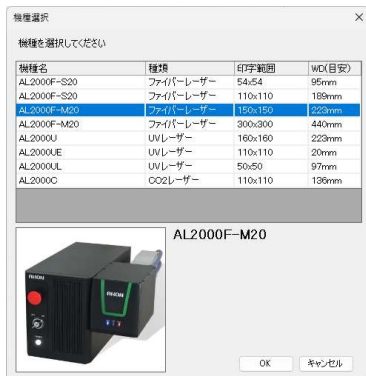 機種選択
機種を選択してください
機種名 種類 印字範囲 WD(目安)
AL2000F-S20 ファイバーレーザー 54x54 95mm
AL2000F-S20 ファイバーレーザー 110x110 189mm
AL2000F-M20 ファイバーレーザー 150x150 223mm
AL2000F-M20 ファイバーレーザー 300x300 440mm
AL2000U UVレーザー 160x160 223mm
AL2000UE UVレーザー 110x110 20mm
AL2000UL UVレーザー 50x50 97mm
AL2000C CO2レーザー 110x110 136mm
AL2000F-M20
OK キャンセル